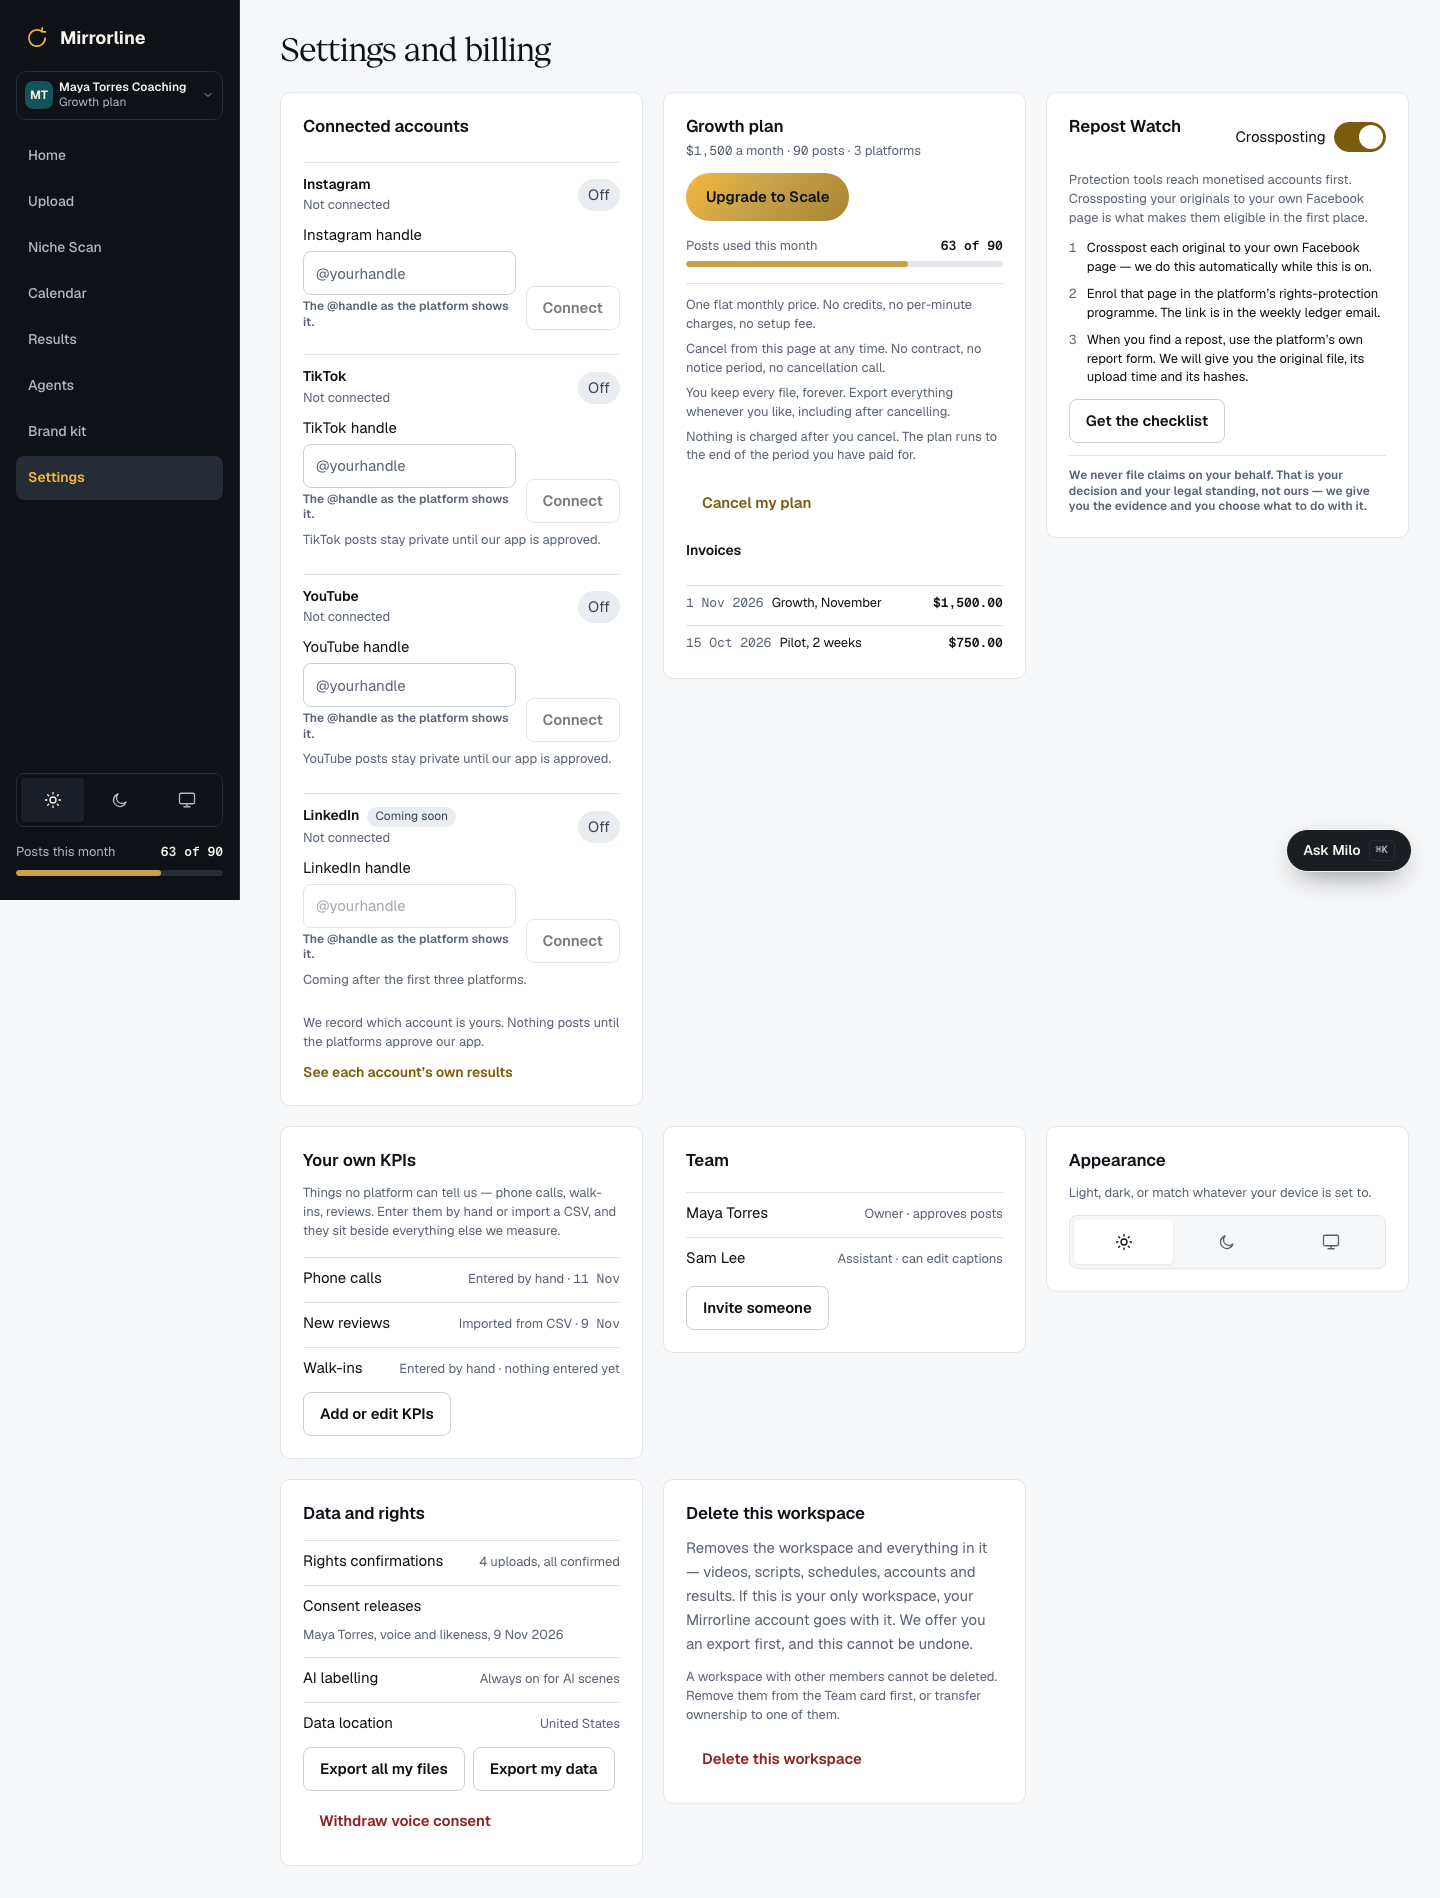 Mirrorline
MT
Maya Torres Coaching
Growth plan
Home
Upload
Niche Scan
Calendar
Results
Agents
Brand kit
Settings
Posts this month
63 of 90
Settings and billing
Connected accounts
Instagram
Not connected
Off
Instagram handle
@yourhandle
The @handle as the platform shows
it.
Connect
TikTok
Not connected
Off
TikTok handle
@yourhandle
The @handle as the platform shows
it.
Connect
TikTok posts stay private until our app is approved.
YouTube
Not connected
Off
YouTube handle
@yourhandle
The @handle as the platform shows
it.
Connect
YouTube posts stay private until our app is approved.
LinkedIn Coming soon
Not connected
Off
LinkedIn handle
@yourhandle
The @handle as the platform shows
it.
Connect
Coming after the first three platforms.
We record which account is yours. Nothing posts until
the platforms approve our app.
See each account’s own results
Growth plan
$1,500 a month · 90 posts · 3 platforms
Upgrade to Scale
Posts used this month 63 of 90
One flat monthly price. No credits, no per-minute
charges, no setup fee.
Cancel from this page at any time. No contract, no
notice period, no cancellation call.
You keep every file, forever. Export everything
whenever you like, including after cancelling.
Nothing is charged after you cancel. The plan runs to
the end of the period you have paid for.
Cancel my plan
Invoices
1 Nov 2026 Growth, November $1,500.00
15 Oct 2026 Pilot, 2 weeks $750.00
Repost Watch
Crossposting
Protection tools reach monetised accounts first.
Crossposting your originals to your own Facebook
page is what makes them eligible in the first place.
1 Crosspost each original to your own Facebook
page — we do this automatically while this is on.
2 Enrol that page in the platform’s rights-protection
programme. The link is in the weekly ledger email.
3 When you find a repost, use the platform’s own
report form. We will give you the original file, its
upload time and its hashes.
Get the checklist
We never file claims on your behalf. That is your
decision and your legal standing, not ours — we give
you the evidence and you choose what to do with it.
Ask Milo ⌘K
Your own KPIs
Things no platform can tell us — phone calls, walk-
ins, reviews. Enter them by hand or import a CSV, and
they sit beside everything else we measure.
Phone calls Entered by hand · 11 Nov
New reviews Imported from CSV · 9 Nov
Walk-ins Entered by hand · nothing entered yet
Add or edit KPIs
Team
Maya Torres Owner · approves posts
Sam Lee Assistant · can edit captions
Invite someone
Appearance
Light, dark, or match whatever your device is set to.
Data and rights
Rights confirmations 4 uploads, all confirmed
Consent releases
Maya Torres, voice and likeness, 9 Nov 2026
AI labelling Always on for AI scenes
Data location United States
Export all my files Export my data
Withdraw voice consent
Delete this workspace
Removes the workspace and everything in it
— videos, scripts, schedules, accounts and
results. If this is your only workspace, your
Mirrorline account goes with it. We offer you
an export first, and this cannot be undone.
A workspace with other members cannot be deleted.
Remove them from the Team card first, or transfer
ownership to one of them.
Delete this workspace